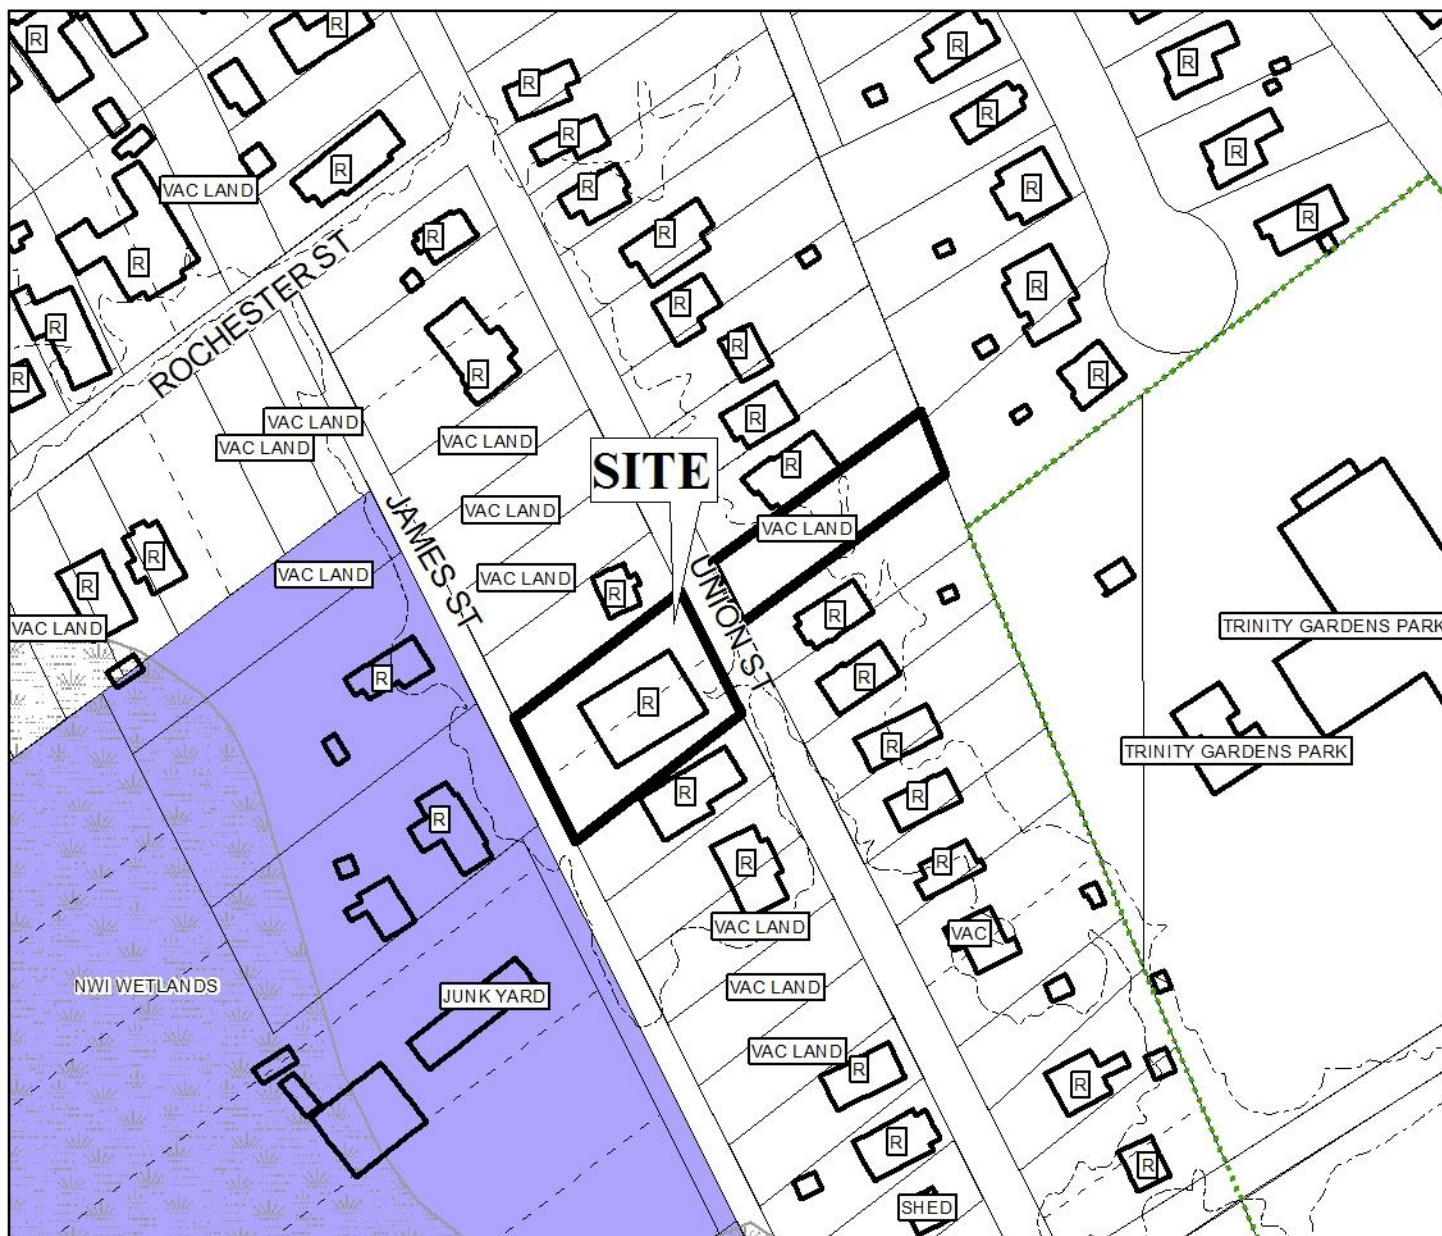 R
R
R
R
R
R
VAC LAND
R
R
R
R
R
R
R
R
R
R
R
ROCHESTER ST
R
R
R
R
R
R
R
VAC LAND
R
VAC LAND
VAC LAND
R
SITE
VAC LAND
VAC LAND
JAMES ST
R
VAC LAND
VAC LAND
R
R
UNION ST
R
VAC LAND
TRINITY GARDENS PARK
R
R
R
R
TRINITY GARDENS PARK
R
R
R
R
R
VAC LAND
VAC
NWI WETLANDS
VAC LAND
JUNK YARD
VAC LAND
R
R
R
R
SHED